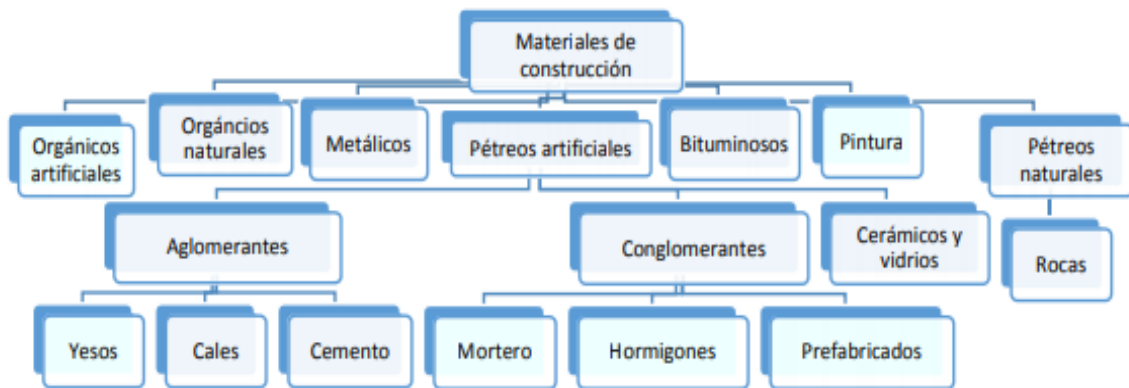 Materiales de
construcción
Orgánicos
artificiales
Orgáncios
naturales
Metálicos
Pétreos artificiales
Bituminosos
Pintura
Pétreos
naturales
Aglomerantes
Conglomerantes
Cerámicos y
vidrios
Rocas
Yesos
Cales
Cemento
Mortero
Hormigones
Prefabricados